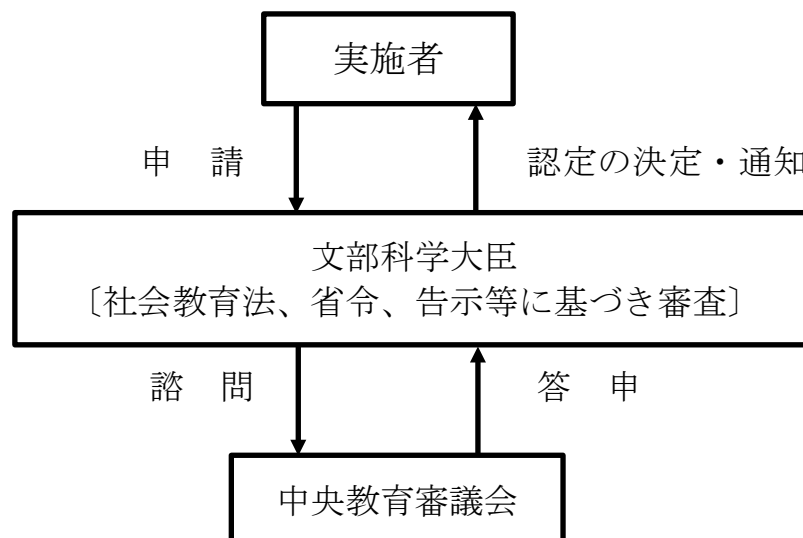 実施者
申　請
認定の決定・通知
文部科学大臣
〔社会教育法、省令、告示等に基づき審査〕
諮　問
答　申
中央教育審議会